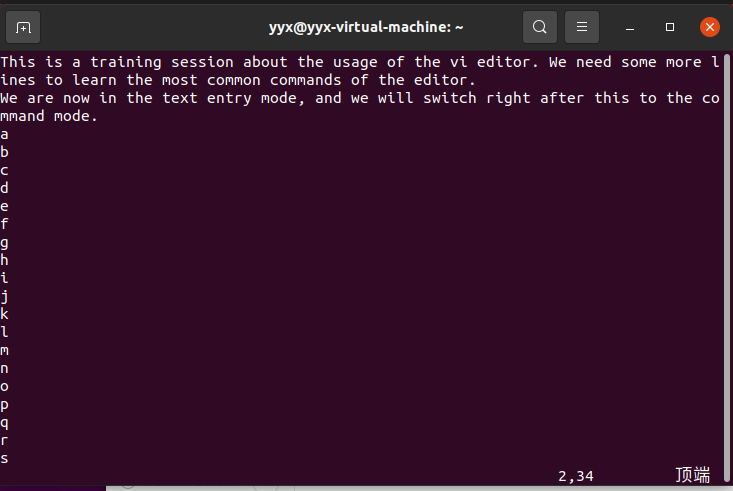 yyx@yyx-virtual-machine: ~
This is a training session about the usage of the vi editor. We need some more l
ines to learn the most common commands of the editor.
We are now in the text entry mode, and we will switch right after this to the co
mmand mode.
a
b
c
d
e
f
g
h
i
j
k
l
m
n
o
p
q
r
s
2,34 顶端